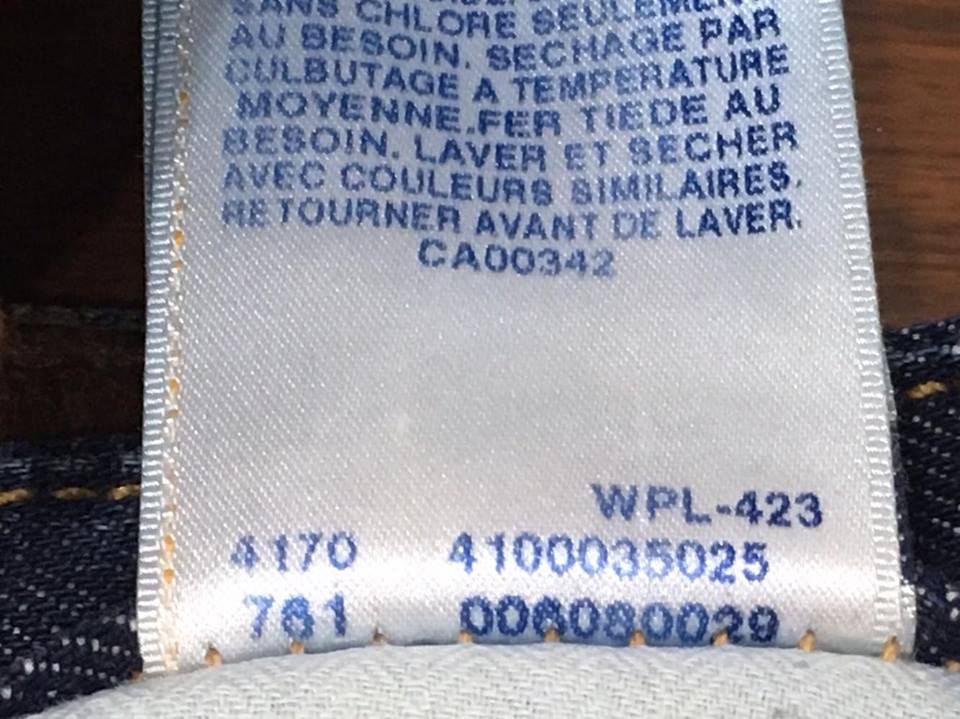 SANS CHLORE SEULEMENT
AU BESOIN. SECHAGE PAR
CULBUTAGE A TEMPERATURE
MOYENNE.FER TIEDE AU
BESOIN. LAVER ET SECHER
AVEC COULEURS SIMILAIRES.
RETOURNER AVANT DE LAVER.
CA00342
WPL-423
4170 4100035025
761 006080029